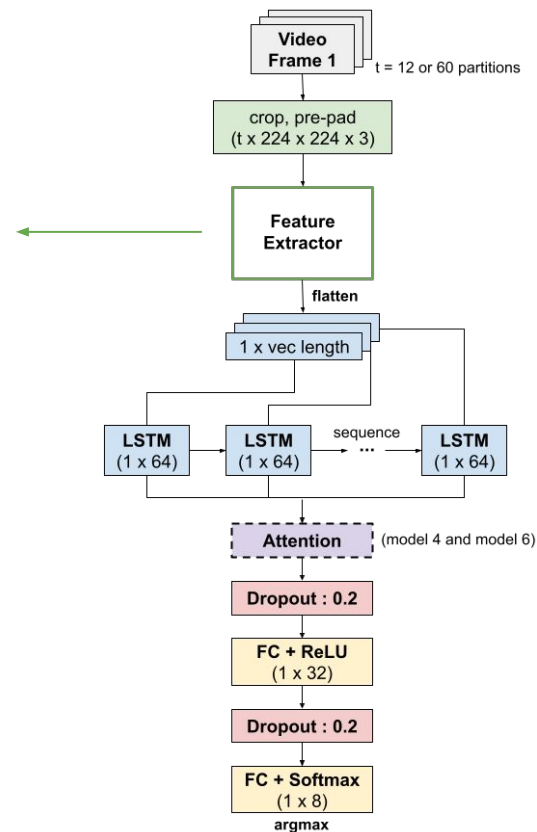 Video
Frame 1
t = 12 or 60 partitions
crop, pre-pad
(t x 224 x 224 x 3)
Feature
Extractor
flatten
1 x vec length
LSTM
(1 x 64)
LSTM
(1 x 64)
sequence
...
LSTM
(1 x 64)
Attention
(model 4 and model 6)
Dropout : 0.2
FC + ReLU
(1 x 32)
Dropout : 0.2
FC + Softmax
(1 x 8)
argmax